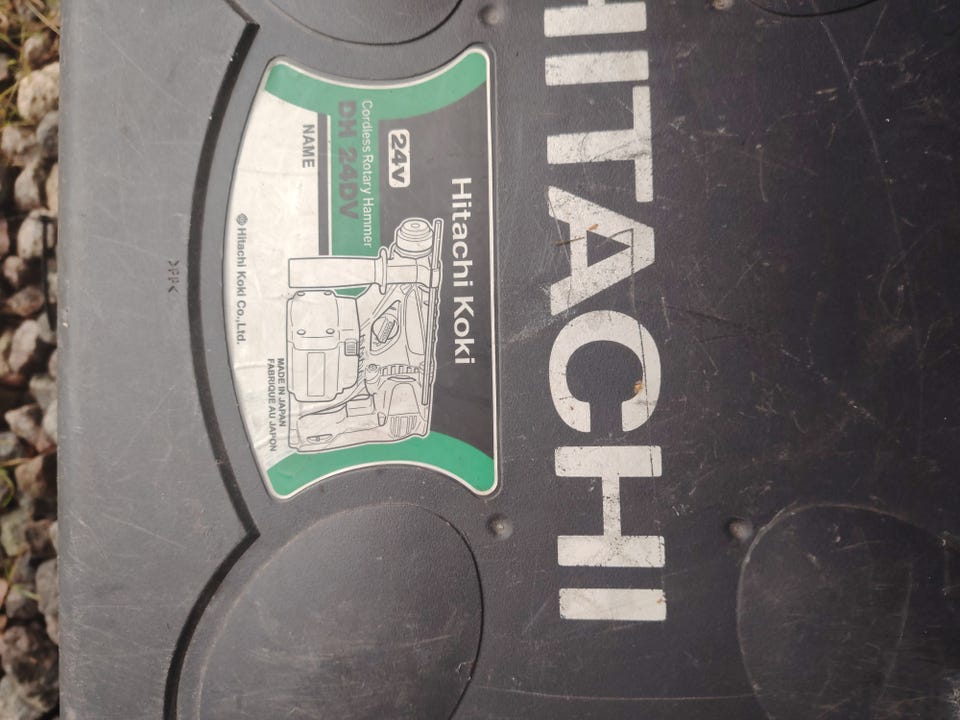 HITACHI
Hitachi Koki
24V
Cordless Rotary Hammer
DH 24DV
NAME
MADE IN JAPAN
FABRIQUE AU JAPON
Hitachi Koki Co.,Ltd.
>PP<